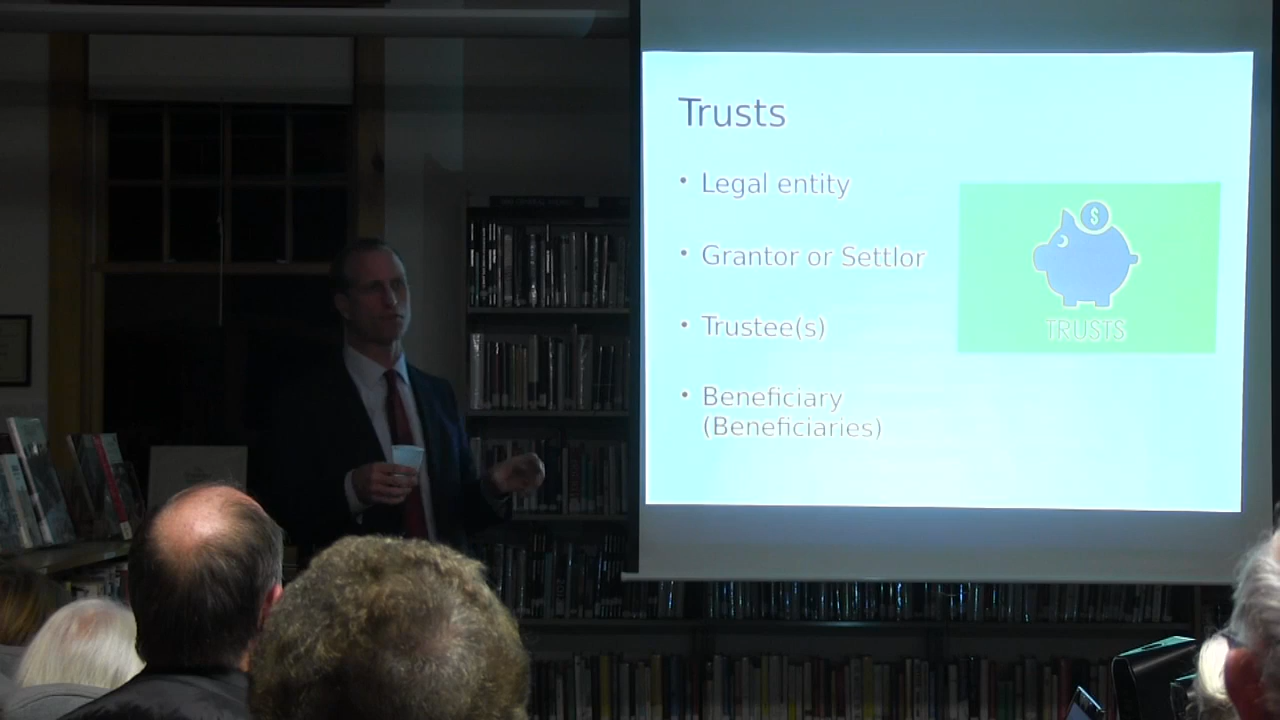 Trusts
• Legal entity
• Grantor or Settlor
• Trustee(s)
• Beneficiary
(Beneficiaries)
$
TRUSTS